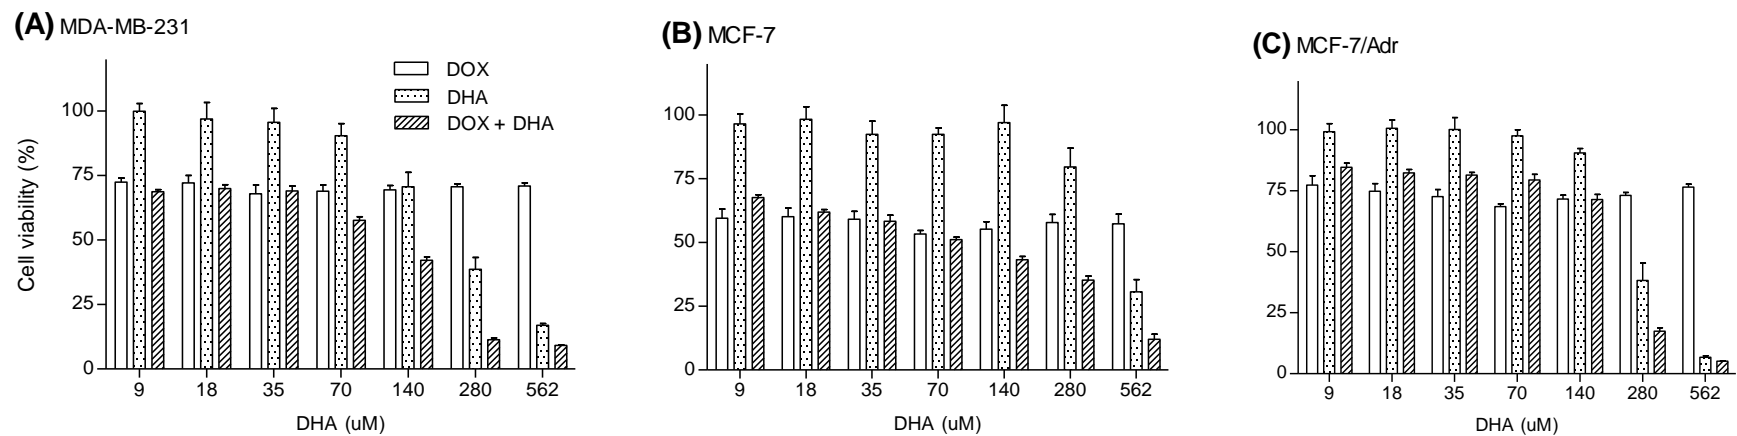 (A) MDA-MB-231
DOX
DHA
DOX + DHA
Cell viability (%)
100
75
50
25
0
9 18 35 70 140 280 562
DHA (uM)
(B) MCF-7
100
75
50
25
0
9 18 35 70 140 280 562
DHA (uM)
(C) MCF-7/Adr
100
75
50
25
0
9 18 35 70 140 280 562
DHA (uM)